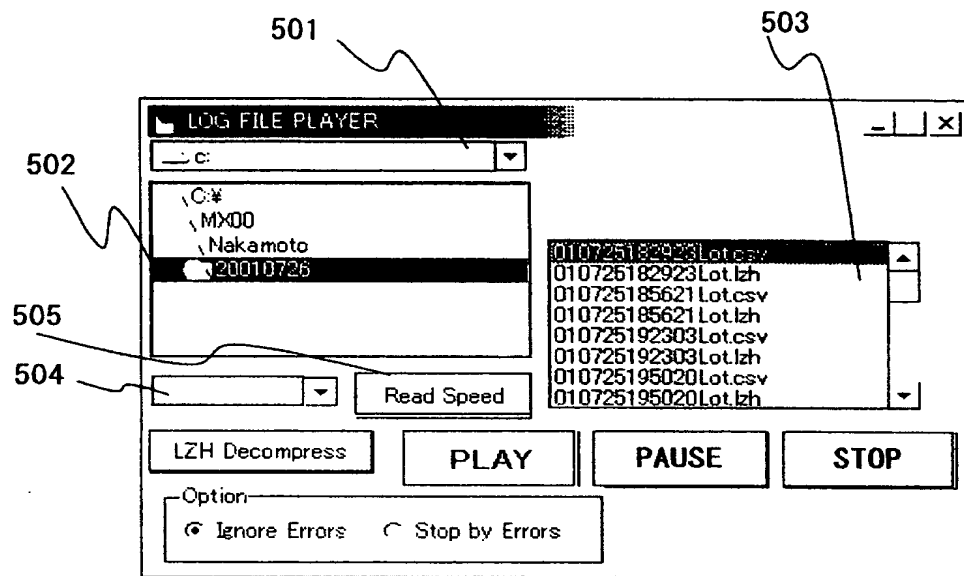 501
503
LOG FILE PLAYER
c:
502
C:¥
MX00
Nakamoto
20010726
010725182923Lot.csv
010725182923Lot.lzh
010725185621Lot.csv
010725185621Lot.lzh
010725192303Lot.csv
010725192303Lot.lzh
010725195020Lot.csv
010725195020Lot.lzh
505
504
Read Speed
LZH Decompress
PLAY
PAUSE
STOP
Option
Ignore Errors
Stop by Errors